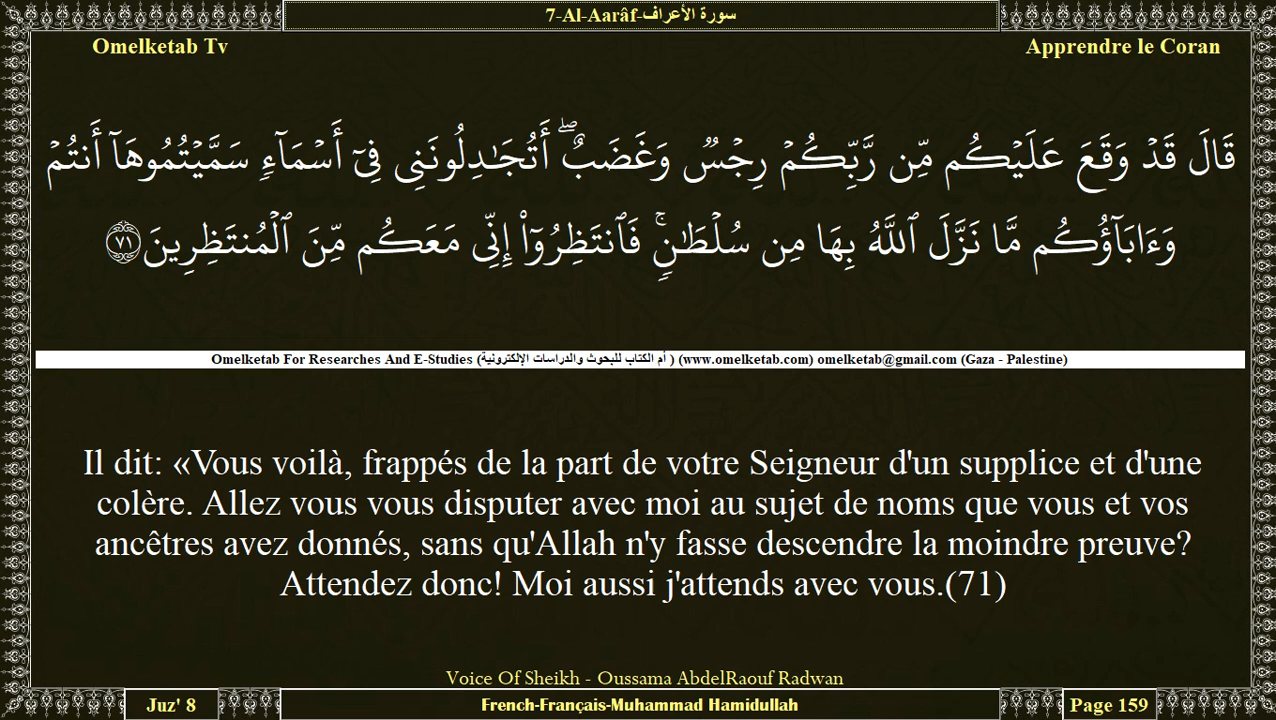 7-Al-Aarâf-سورة الأعراف
Omelketab Tv
Apprendre le Coran
قَالَ قَدۡ وَقَعَ عَلَيۡكُم مِّن رَّبِّكُمۡ رِجۡسٞ وَغَضَبٌۖ أَتُجَٰدِلُونَنِي فِيٓ أَسۡمَآءٖ سَمَّيۡتُمُوهَآ أَنتُمۡ
وَءَابَآؤُكُم مَّا نَزَّلَ ٱللَّهُ بِهَا مِن سُلۡطَٰنٖۚ فَٱنتَظِرُوٓاْ إِنِّي مَعَكُم مِّنَ ٱلۡمُنتَظِرِينَ ٧١
Omelketab For Researches And E-Studies (أم الكتاب للبحوث والدراسات الإلكترونية ) (www.omelketab.com) omelketab@gmail.com (Gaza - Palestine)
Il dit: «Vous voilà, frappés de la part de votre Seigneur d'un supplice et d'une
colère. Allez vous vous disputer avec moi au sujet de noms que vous et vos
ancêtres avez donnés, sans qu'Allah n'y fasse descendre la moindre preuve?
Attendez donc! Moi aussi j'attends avec vous.(71)
Voice Of Sheikh - Oussama AbdelRaouf Radwan
Juz' 8
French-Français-Muhammad Hamidullah
Page 159